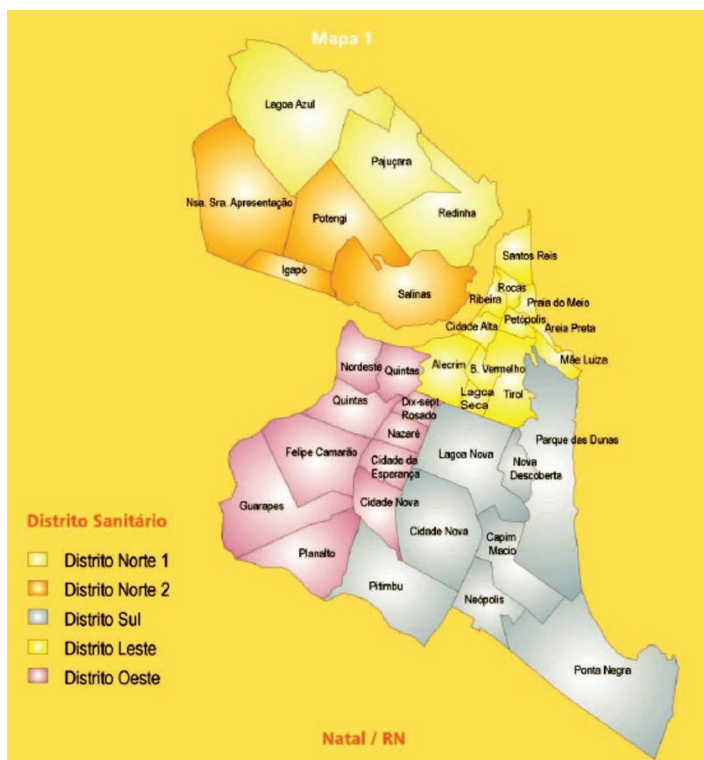 Mapa 1
Lagoa Azul
Pajuçara
Nsa. Sra. Apresentação
Potengi
Redinha
Igapó
Salinas
Santos Reis
Rocas
Ribeira
Praia do Meio
Petópolis
Cidade Alta
Areia Preta
Mãe Luiza
Alecrim
B. Vermelho
Nordeste
Quintas
Lagoa
Seca
Tirol
Quintas
Dix-sept
Rosado
Nazaré
Parque das Dunas
Felipe Camarão
Cidade da
Esperança
Lagoa Nova
Nova
Descoberta
Guarapes
Cidade Nova
Cidade Nova
Capim
Macio
Planalto
Pitimbu
Neópolis
Ponta Negra
Distrito Sanitário
Distrito Norte 1
Distrito Norte 2
Distrito Sul
Distrito Leste
Distrito Oeste
Natal / RN